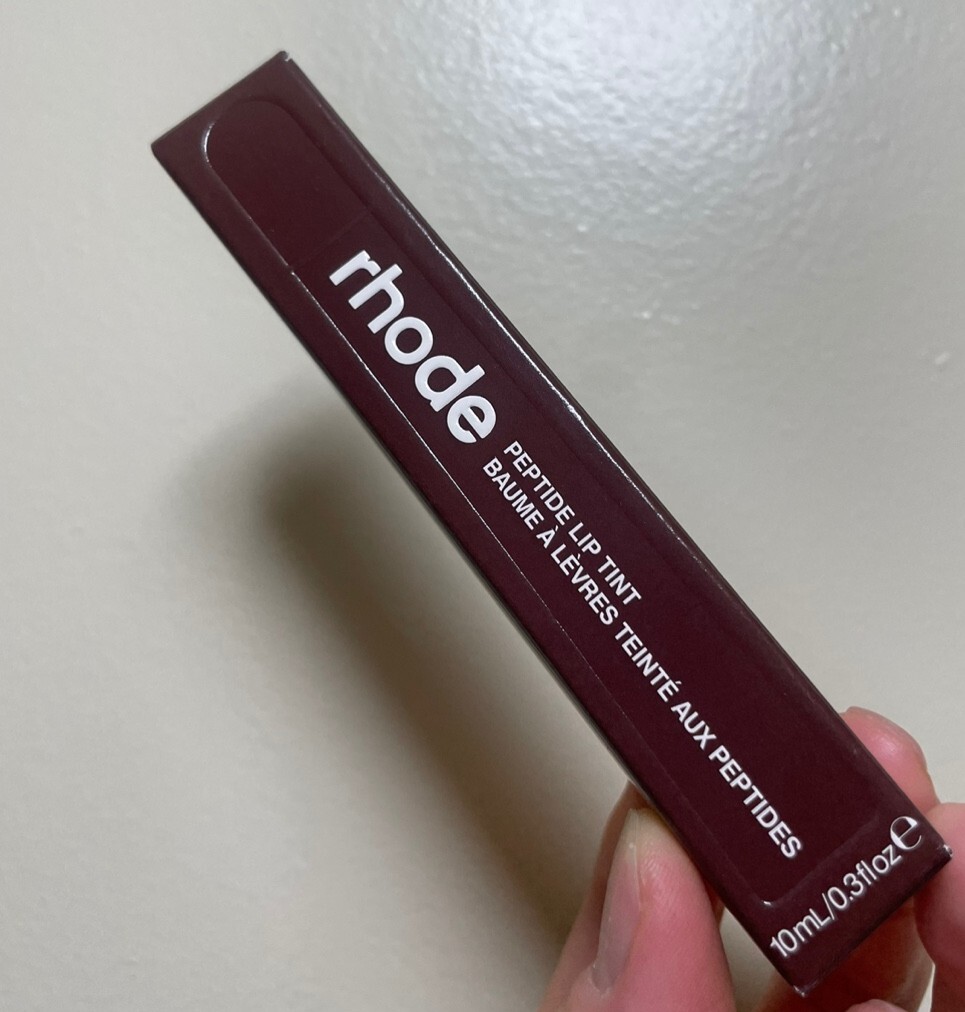 rhode
PEPTIDE LIP TINT
BAUME À LÈVRES TEINTÉ AUX PEPTIDES
10mL/0.3floz℮